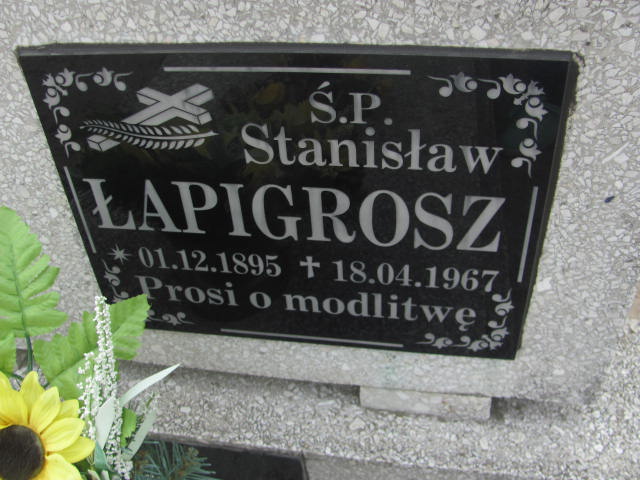 Ś.P.
Stanisław
ŁAPIGROSZ
* 01.12.1895 ✝ 18.04.1967
Prosi o modlitwę